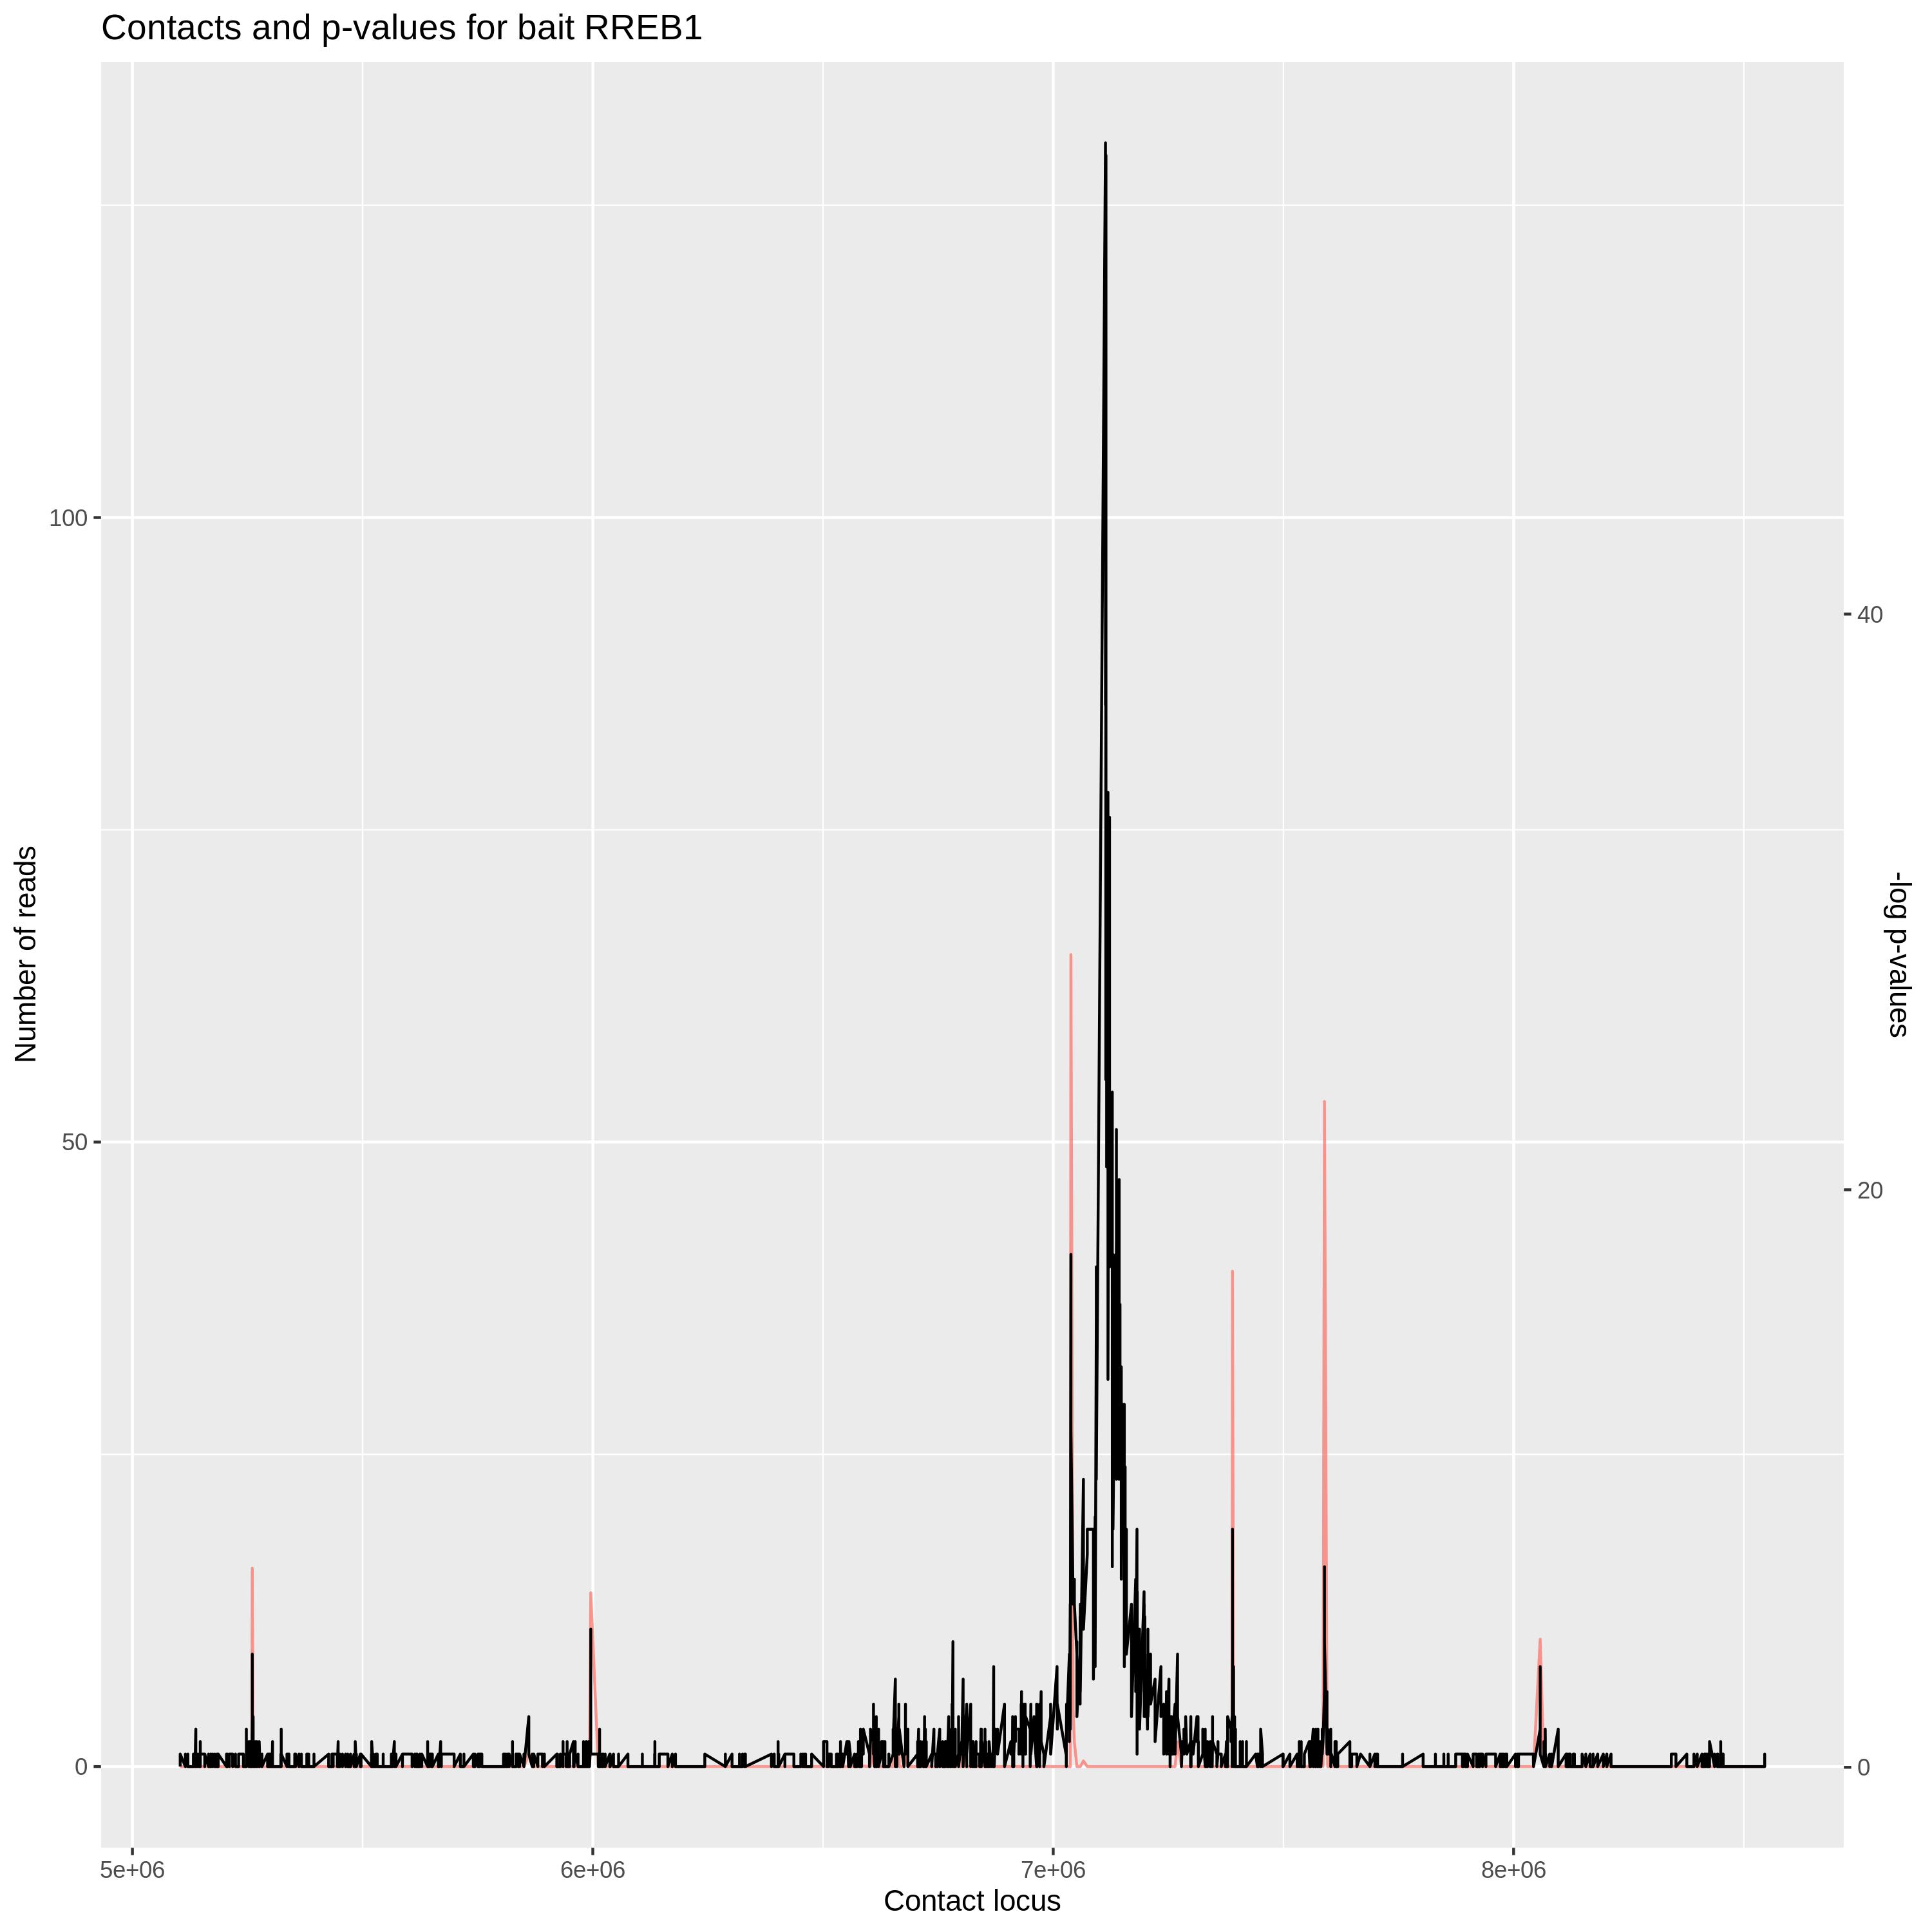 Contacts and p-values for bait RREB1
Number of reads
100
50
0
40
20
0
-log p-values
5e+06 6e+06 7e+06 8e+06
Contact locus